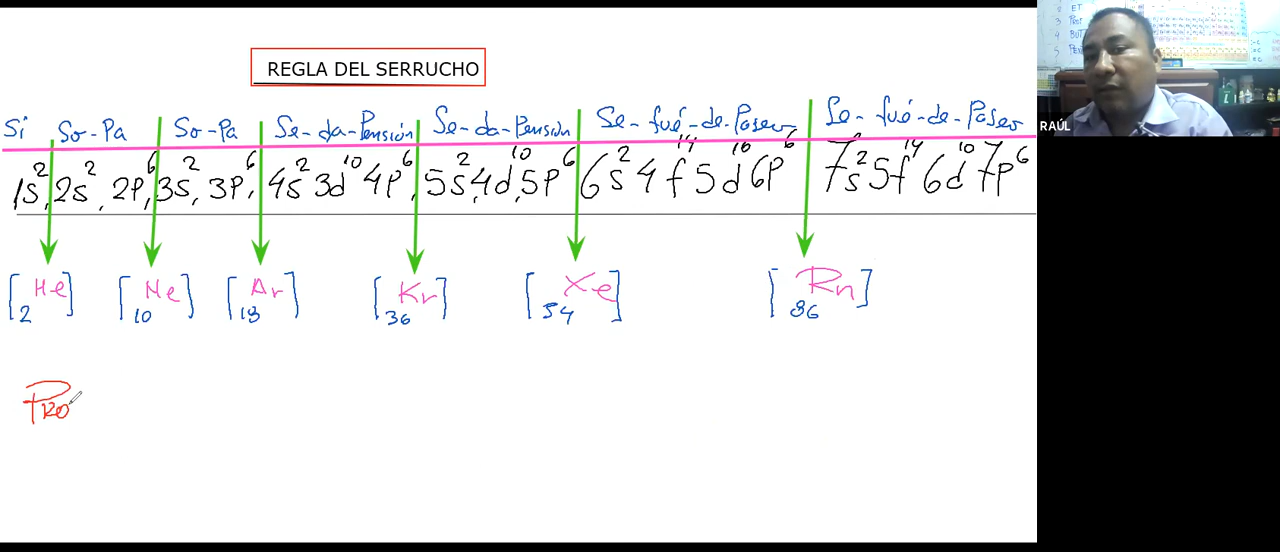 REGLA DEL SERRUCHO
Si So-Pa So-Pa Se-da-Pensión Se-da-Pensión Se-fué-de-Paseo, Se-fué-de-Paseo
1s², 2s², 2P⁶, 3s², 3P⁶, 4s² 3d¹⁰ 4P⁶, 5s², 4d¹⁰, 5P⁶ 6s² 4f¹⁴ 5d¹⁰ 6P⁶ 7s² 5f¹⁴ 6d¹⁰ 7P⁶
[₂He] [₁₀Ne] [₁₈Ar] [₃₆Kr] [₅₄Xe] [₈₆Rn]
PRO
RAÚL